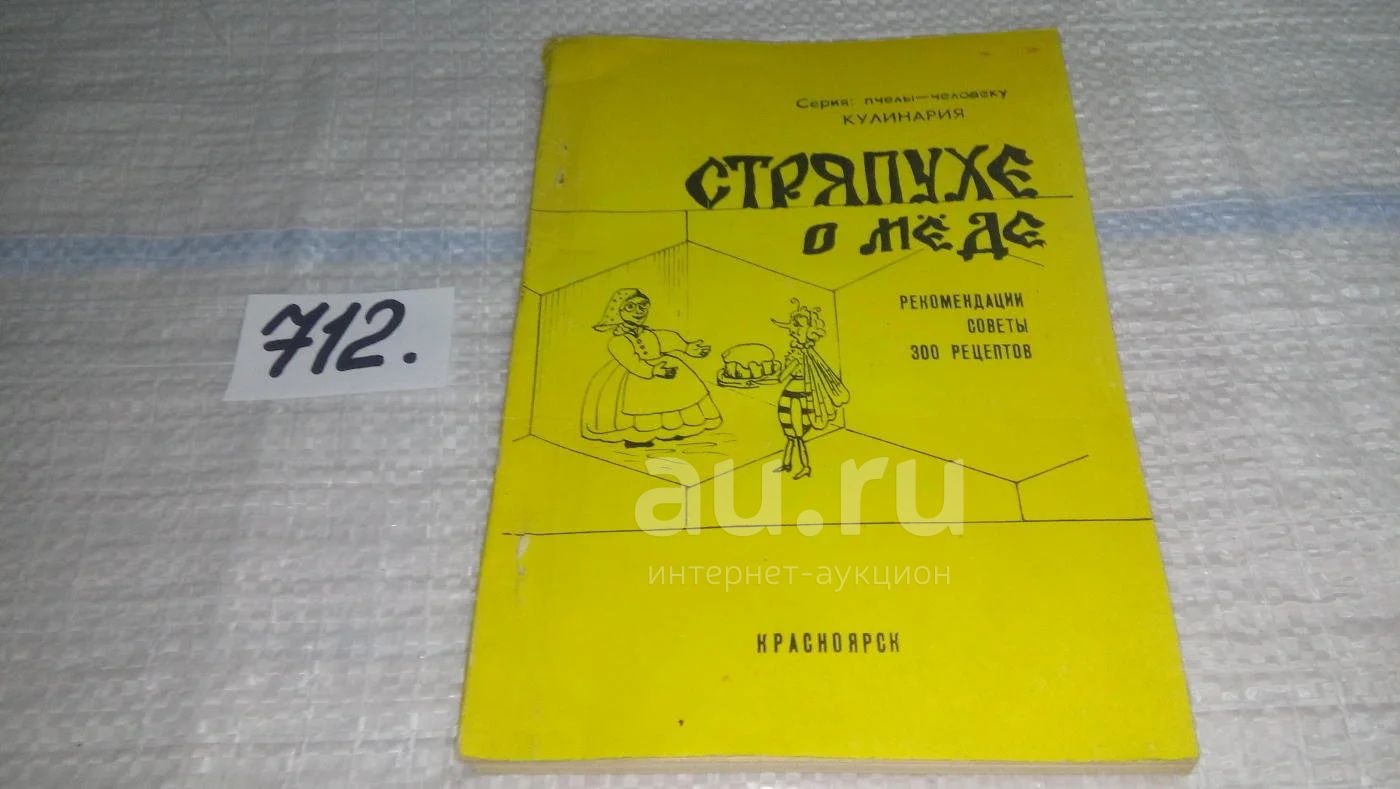 Серия: пчелы—человеку
КУЛИНАРИЯ
СТРЯПУХЕ
О МЁДЕ
РЕКОМЕНДАЦИИ
СОВЕТЫ
300 РЕЦЕПТОВ
712.
au.ru
интернет-аукцион
КРАСНОЯРСК